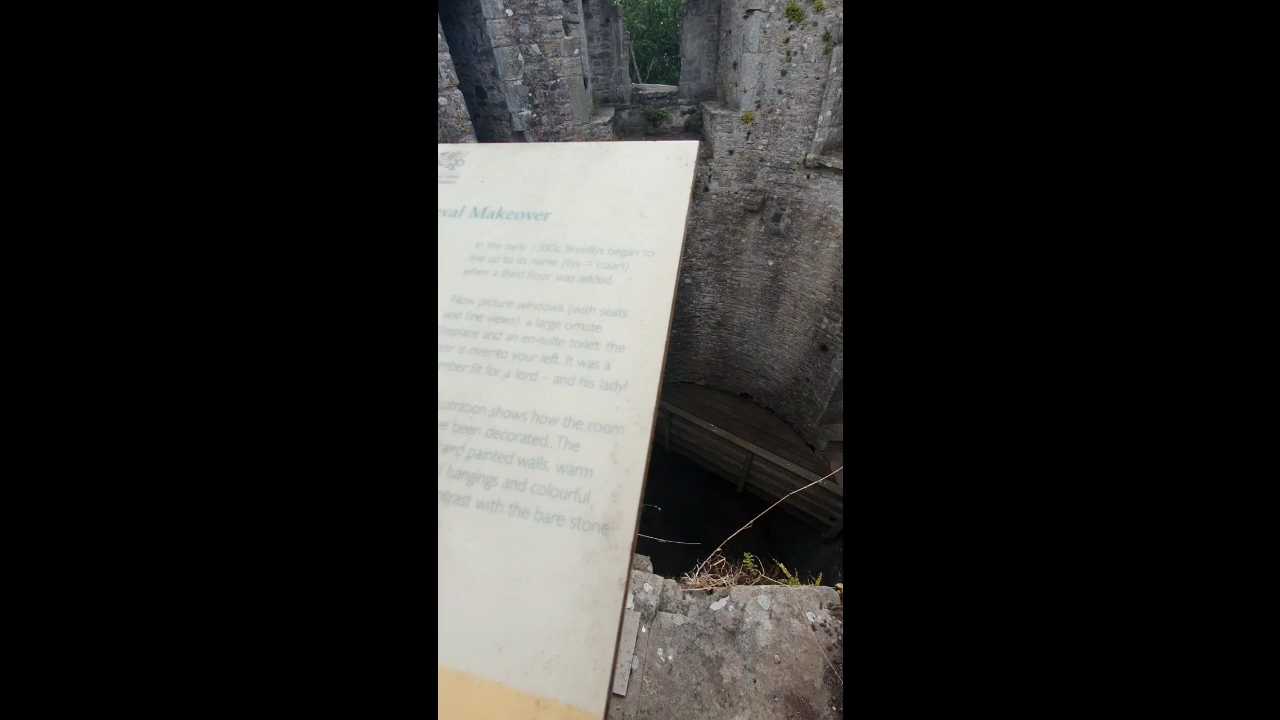 val Makeover
In the early 1300s, Bronllys began to
live up to its name (llys = court)
when a third floor was added.
Now picture windows (with seats
and fine views), a large ornate
fireplace and an en-suite toilet; the
is over to your left. It was a
fit for a lord – and his lady!
shows how the room
been decorated. The
and painted walls, warm
hangings and colourful
with the bare stone